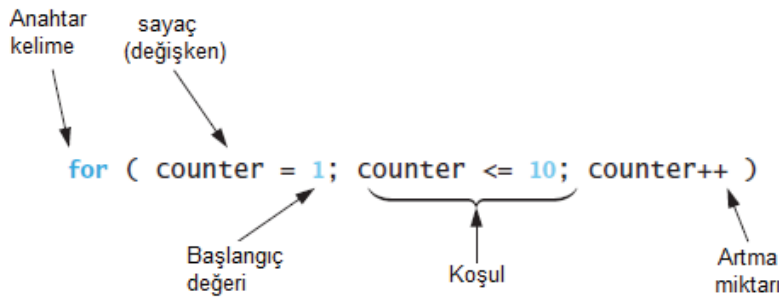 Anahtar
kelime
sayaç
(değişken)
for ( counter = 1; counter <= 10; counter++ )
Başlangıç
değeri
Koşul
Artma
miktarı